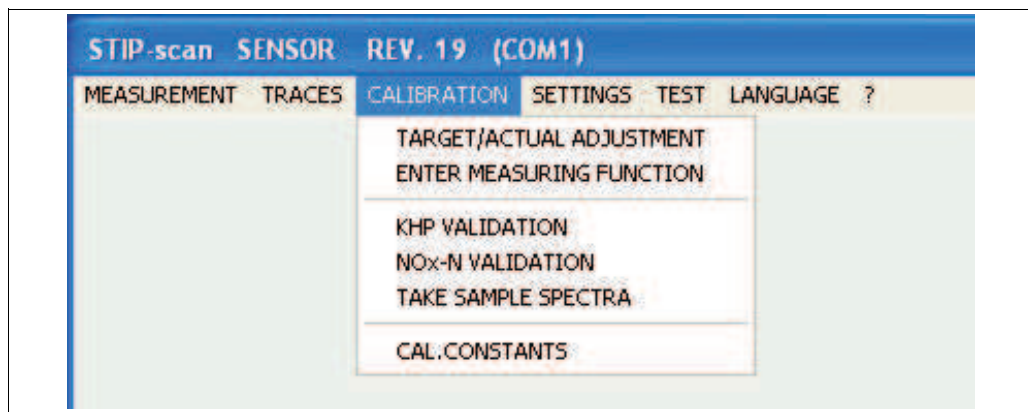 STIP-scan SENSOR REV. 19 (COM1)
MEASUREMENT TRACES CALIBRATION SETTINGS TEST LANGUAGE ?
TARGET/ACTUAL ADJUSTMENT
ENTER MEASURING FUNCTION
KHP VALIDATION
NOx-N VALIDATION
TAKE SAMPLE SPECTRA
CAL.CONSTANTS